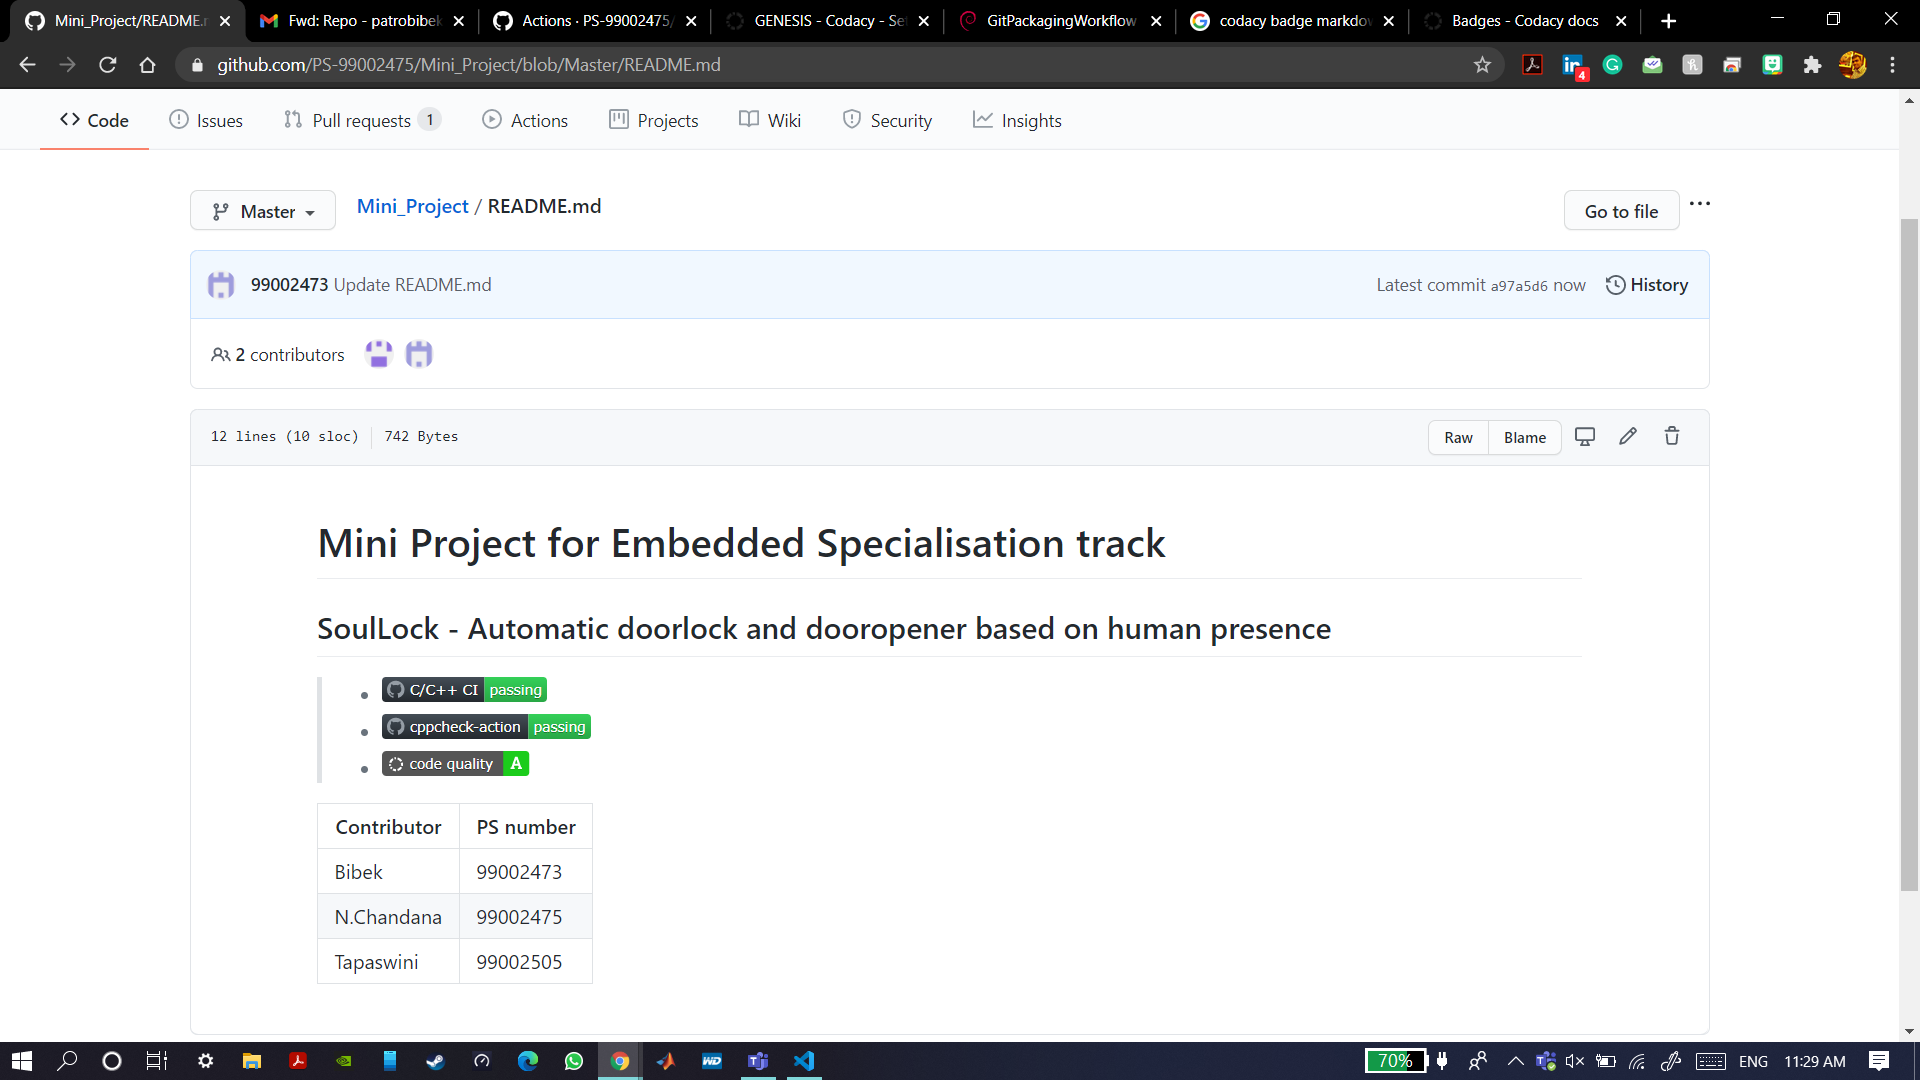 Mini_Project/README.m
Fwd: Repo - patrobibek
Actions · PS-99002475/
GENESIS - Codacy - Se
GitPackagingWorkflow
codacy badge markdo
Badges - Codacy docs
github.com/PS-99002475/Mini_Project/blob/Master/README.md
4
Code
Issues
Pull requests 1
Actions
Projects
Wiki
Security
Insights
Master
Mini_Project / README.md
Go to file
99002473 Update README.md
Latest commit a97a5d6 now
History
2 contributors
12 lines (10 sloc)
742 Bytes
Raw
Blame
Mini Project for Embedded Specialisation track
SoulLock - Automatic doorlock and dooropener based on human presence
C/C++ CI passing
cppcheck-action passing
code quality A
Contributor PS number
Bibek 99002473
N.Chandana 99002475
Tapaswini 99002505
70%
ENG
11:29 AM